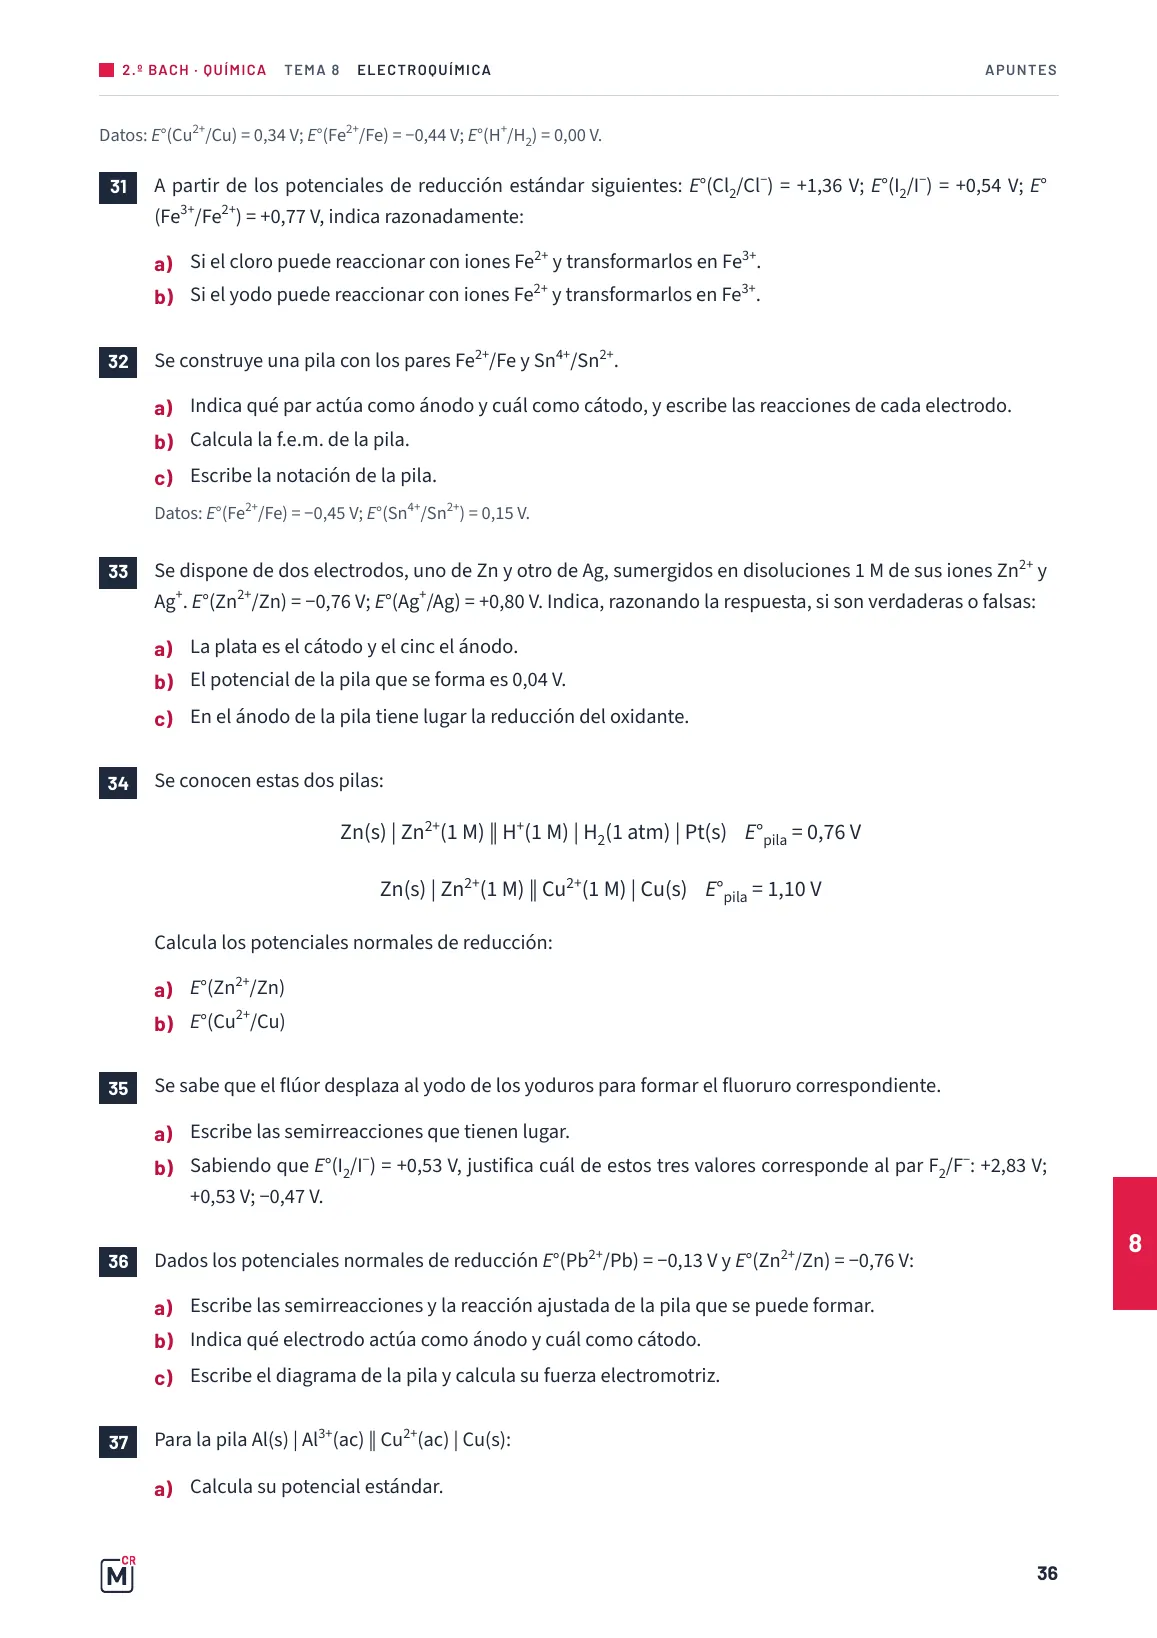 2.º BACH · QUÍMICA TEMA 8 ELECTROQUÍMICA APUNTES
Datos: E°(Cu²⁺/Cu) = 0,34 V; E°(Fe²⁺/Fe) = −0,44 V; E°(H⁺/H₂) = 0,00 V.
31 A partir de los potenciales de reducción estándar siguientes: E°(Cl₂/Cl⁻) = +1,36 V; E°(I₂/I⁻) = +0,54 V; E°
(Fe³⁺/Fe²⁺) = +0,77 V, indica razonadamente:
a) Si el cloro puede reaccionar con iones Fe²⁺ y transformarlos en Fe³⁺.
b) Si el yodo puede reaccionar con iones Fe²⁺ y transformarlos en Fe³⁺.
32 Se construye una pila con los pares Fe²⁺/Fe y Sn⁴⁺/Sn²⁺.
a) Indica qué par actúa como ánodo y cuál como cátodo, y escribe las reacciones de cada electrodo.
b) Calcula la f.e.m. de la pila.
c) Escribe la notación de la pila.
Datos: E°(Fe²⁺/Fe) = −0,45 V; E°(Sn⁴⁺/Sn²⁺) = 0,15 V.
33 Se dispone de dos electrodos, uno de Zn y otro de Ag, sumergidos en disoluciones 1 M de sus iones Zn²⁺ y
Ag⁺. E°(Zn²⁺/Zn) = −0,76 V; E°(Ag⁺/Ag) = +0,80 V. Indica, razonando la respuesta, si son verdaderas o falsas:
a) La plata es el cátodo y el cinc el ánodo.
b) El potencial de la pila que se forma es 0,04 V.
c) En el ánodo de la pila tiene lugar la reducción del oxidante.
34 Se conocen estas dos pilas:
Zn(s) | Zn²⁺(1 M) || H⁺(1 M) | H₂(1 atm) | Pt(s) E°pila = 0,76 V
Zn(s) | Zn²⁺(1 M) || Cu²⁺(1 M) | Cu(s) E°pila = 1,10 V
Calcula los potenciales normales de reducción:
a) E°(Zn²⁺/Zn)
b) E°(Cu²⁺/Cu)
35 Se sabe que el flúor desplaza al yodo de los yoduros para formar el fluoruro correspondiente.
a) Escribe las semirreacciones que tienen lugar.
b) Sabiendo que E°(I₂/I⁻) = +0,53 V, justifica cuál de estos tres valores corresponde al par F₂/F⁻: +2,83 V;
+0,53 V; −0,47 V.
36 Dados los potenciales normales de reducción E°(Pb²⁺/Pb) = −0,13 V y E°(Zn²⁺/Zn) = −0,76 V:
a) Escribe las semirreacciones y la reacción ajustada de la pila que se puede formar.
b) Indica qué electrodo actúa como ánodo y cuál como cátodo.
c) Escribe el diagrama de la pila y calcula su fuerza electromotriz.
37 Para la pila Al(s) | Al³⁺(ac) || Cu²⁺(ac) | Cu(s):
a) Calcula su potencial estándar.
8
M CR
36